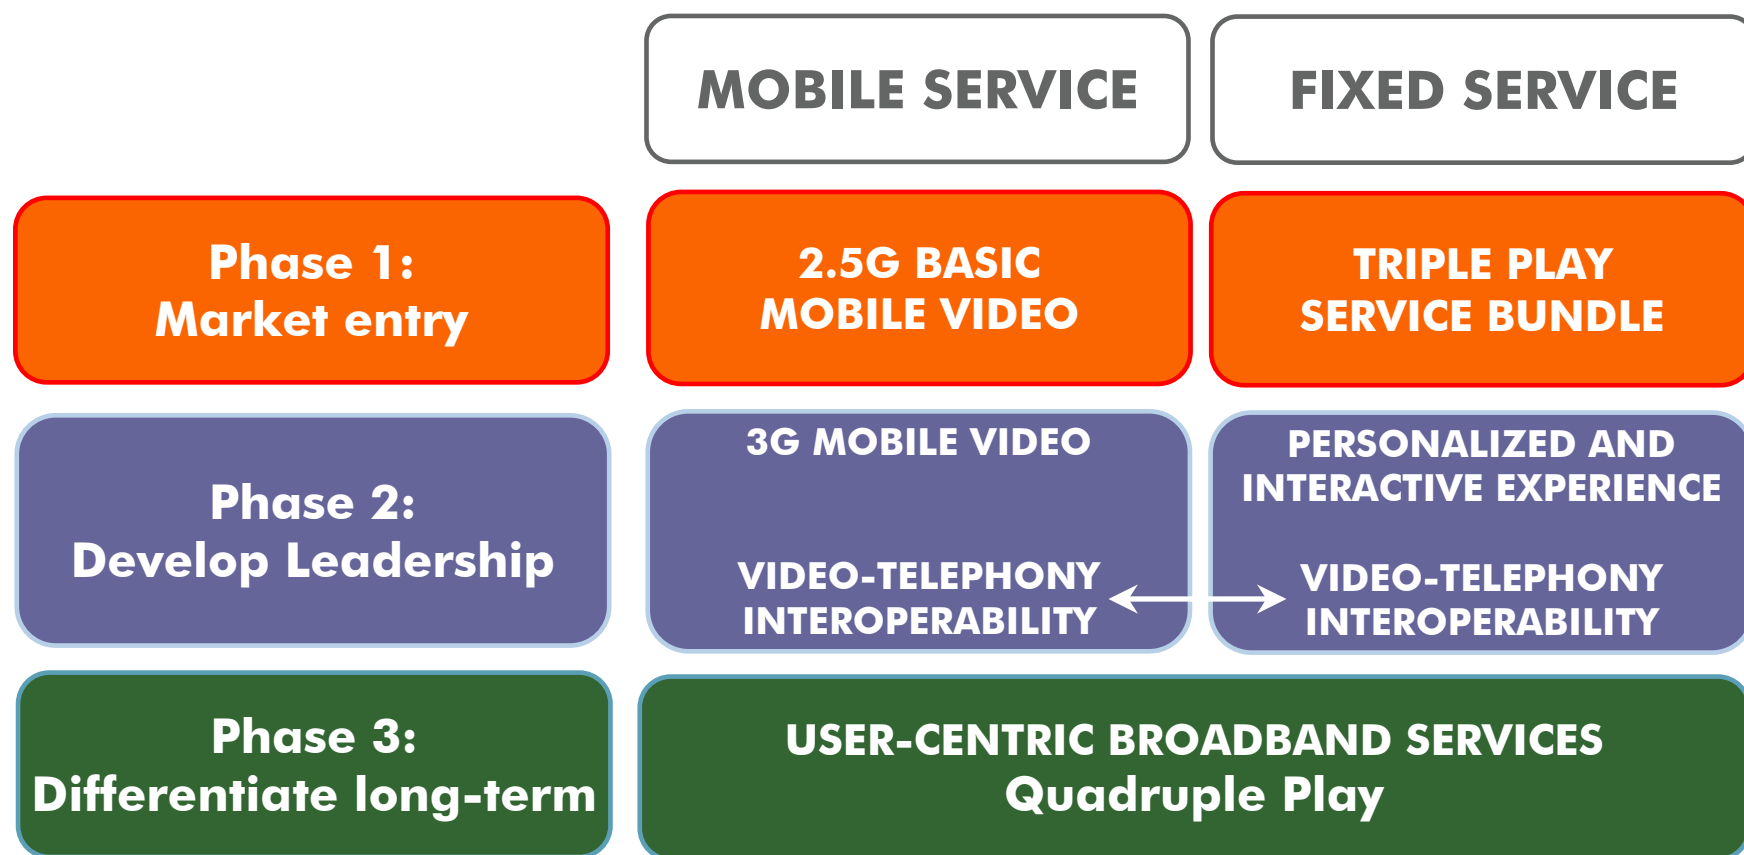 MOBILE SERVICE
FIXED SERVICE
Phase 1:
Market entry
2.5G BASIC
MOBILE VIDEO
TRIPLE PLAY
SERVICE BUNDLE
Phase 2:
Develop Leadership
3G MOBILE VIDEO
VIDEO-TELEPHONY
INTEROPERABILITY
PERSONALIZED AND
INTERACTIVE EXPERIENCE
VIDEO-TELEPHONY
INTEROPERABILITY
Phase 3:
Differentiate long-term
USER-CENTRIC BROADBAND SERVICES
Quadruple Play